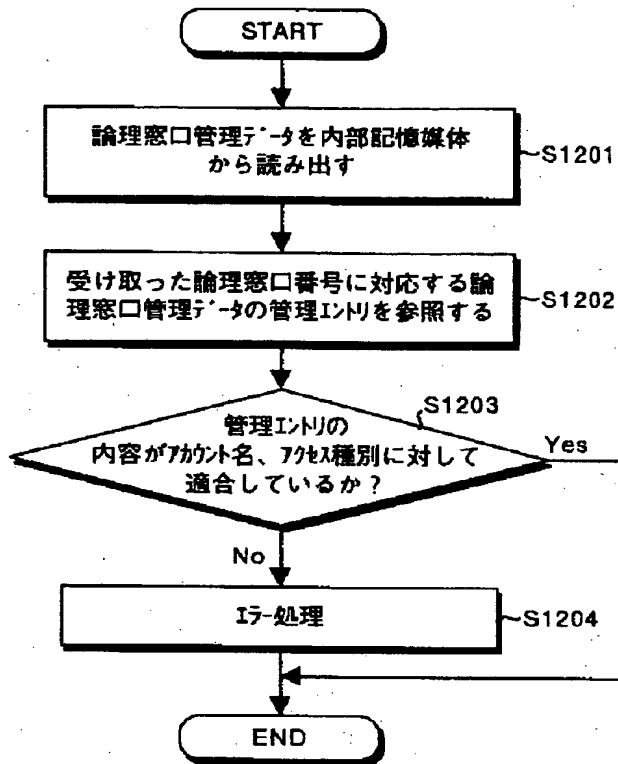 START
論理窓口管理ﾃﾞｰﾀを内部記憶媒体
から読み出す
S1201
受け取った論理窓口番号に対応する論
理窓口管理ﾃﾞｰﾀの管理ｴﾝﾄﾘを参照する
S1202
S1203
管理ｴﾝﾄﾘの
内容がｱｶｳﾝﾄ名、ｱｸｾｽ種別に対して
適合しているか？
Yes
No
ｴﾗｰ処理
S1204
END